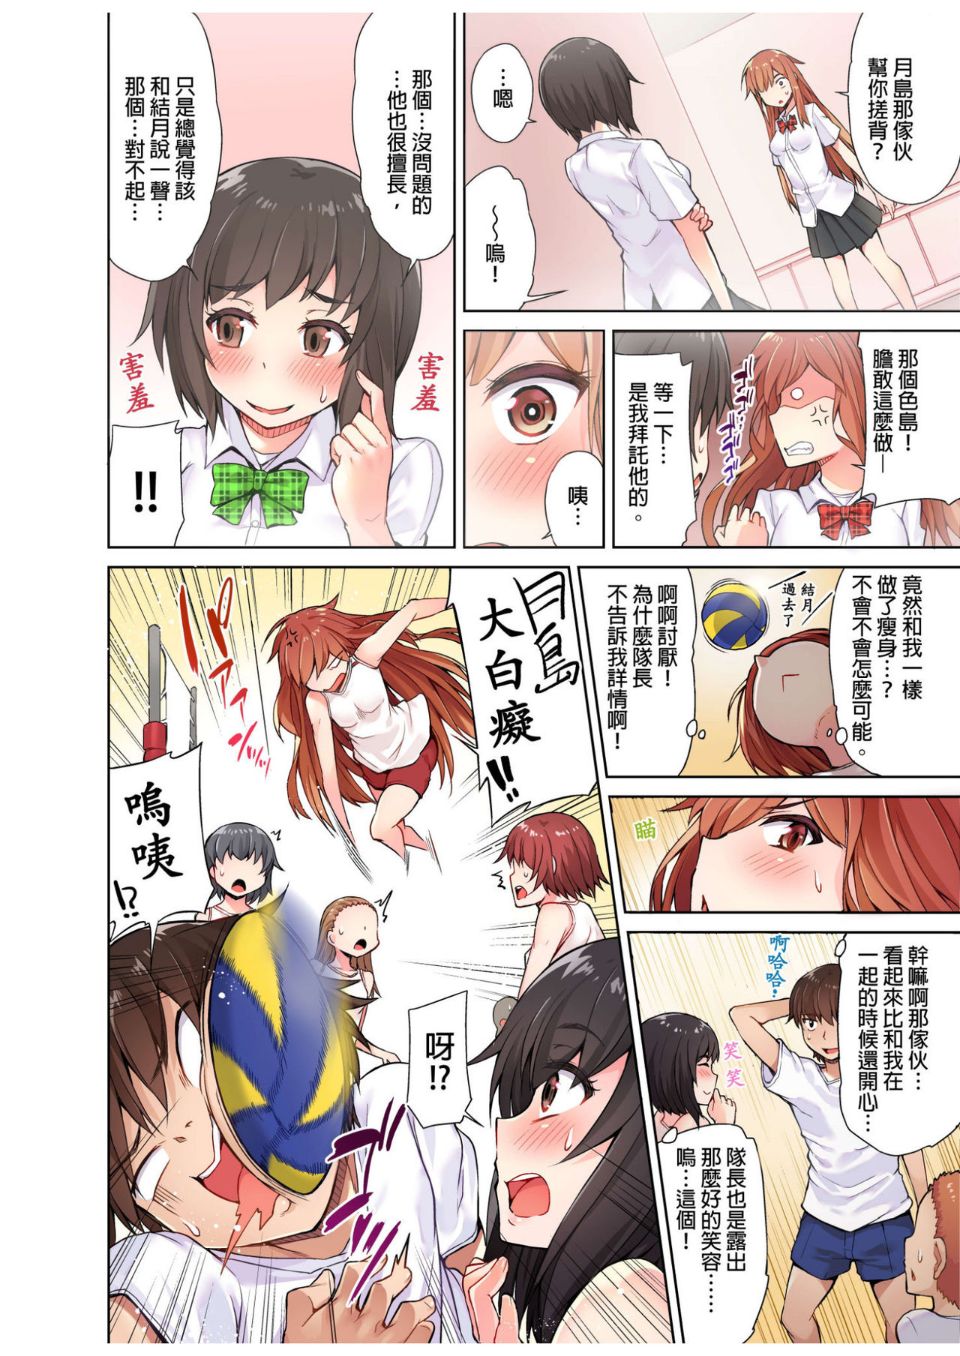 月島那傢伙
幫你搓背?
…嗯
～嗚!
那個…沒問題的
…他也很擅長，
只是總覺得該
和結月說一聲…
那個…對不起…
害羞
害羞
那個色島!
膽敢這麼做—
等一下…
是我拜託他的。
咦…
!!
竟然和我一樣
做了瘦身…?
不會不會怎麼可能。
結月
過去了
啊啊討厭!
為什麼隊長
不告訴我詳情啊!
瞄
幹嘛啊那傢伙…
看起來比和我在
一起的時候還開心…
啊哈哈…
笑笑
隊長也是露出
那麼好的笑容……
嗚…這個!
月島
大白癡!!
嗚咦!?
呀!?